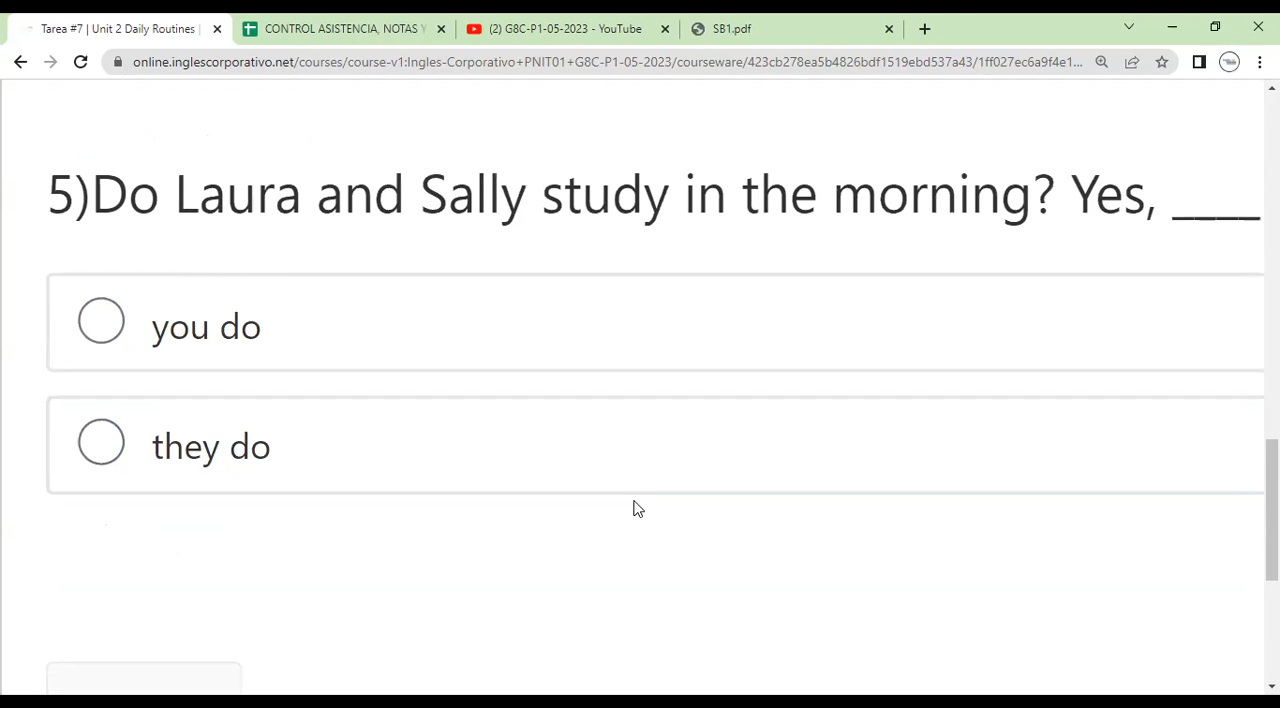 Tarea #7 | Unit 2 Daily Routines |
CONTROL ASISTENCIA, NOTAS Y
(2) G8C-P1-05-2023 - YouTube
SB1.pdf
online.inglescorporativo.net/courses/course-v1:Ingles-Corporativo+PNIT01+G8C-P1-05-2023/courseware/423cb278ea5b4826bdf1519ebd537a43/1ff027ec6a9f4e1...
5)Do Laura and Sally study in the morning? Yes, ____
you do
they do